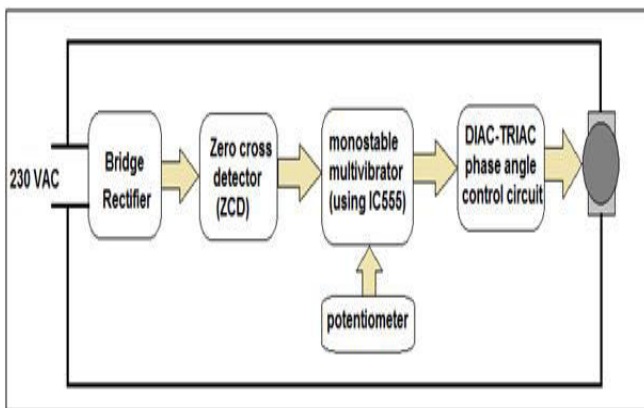 230 VAC
Bridge
Rectifier
Zero cross
detector
(ZCD)
monostable
multivibrator
(using IC555)
DIAC-TRIAC
phase angle
control circuit
potentiometer